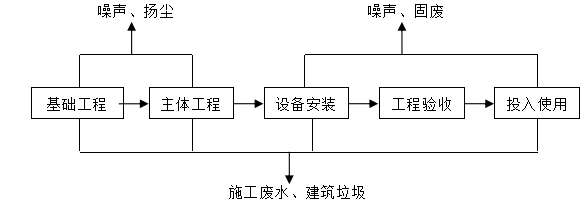 噪声、扬尘
噪声、固废
基础工程
主体工程
设备安装
工程验收
投入使用
施工废水、建筑垃圾